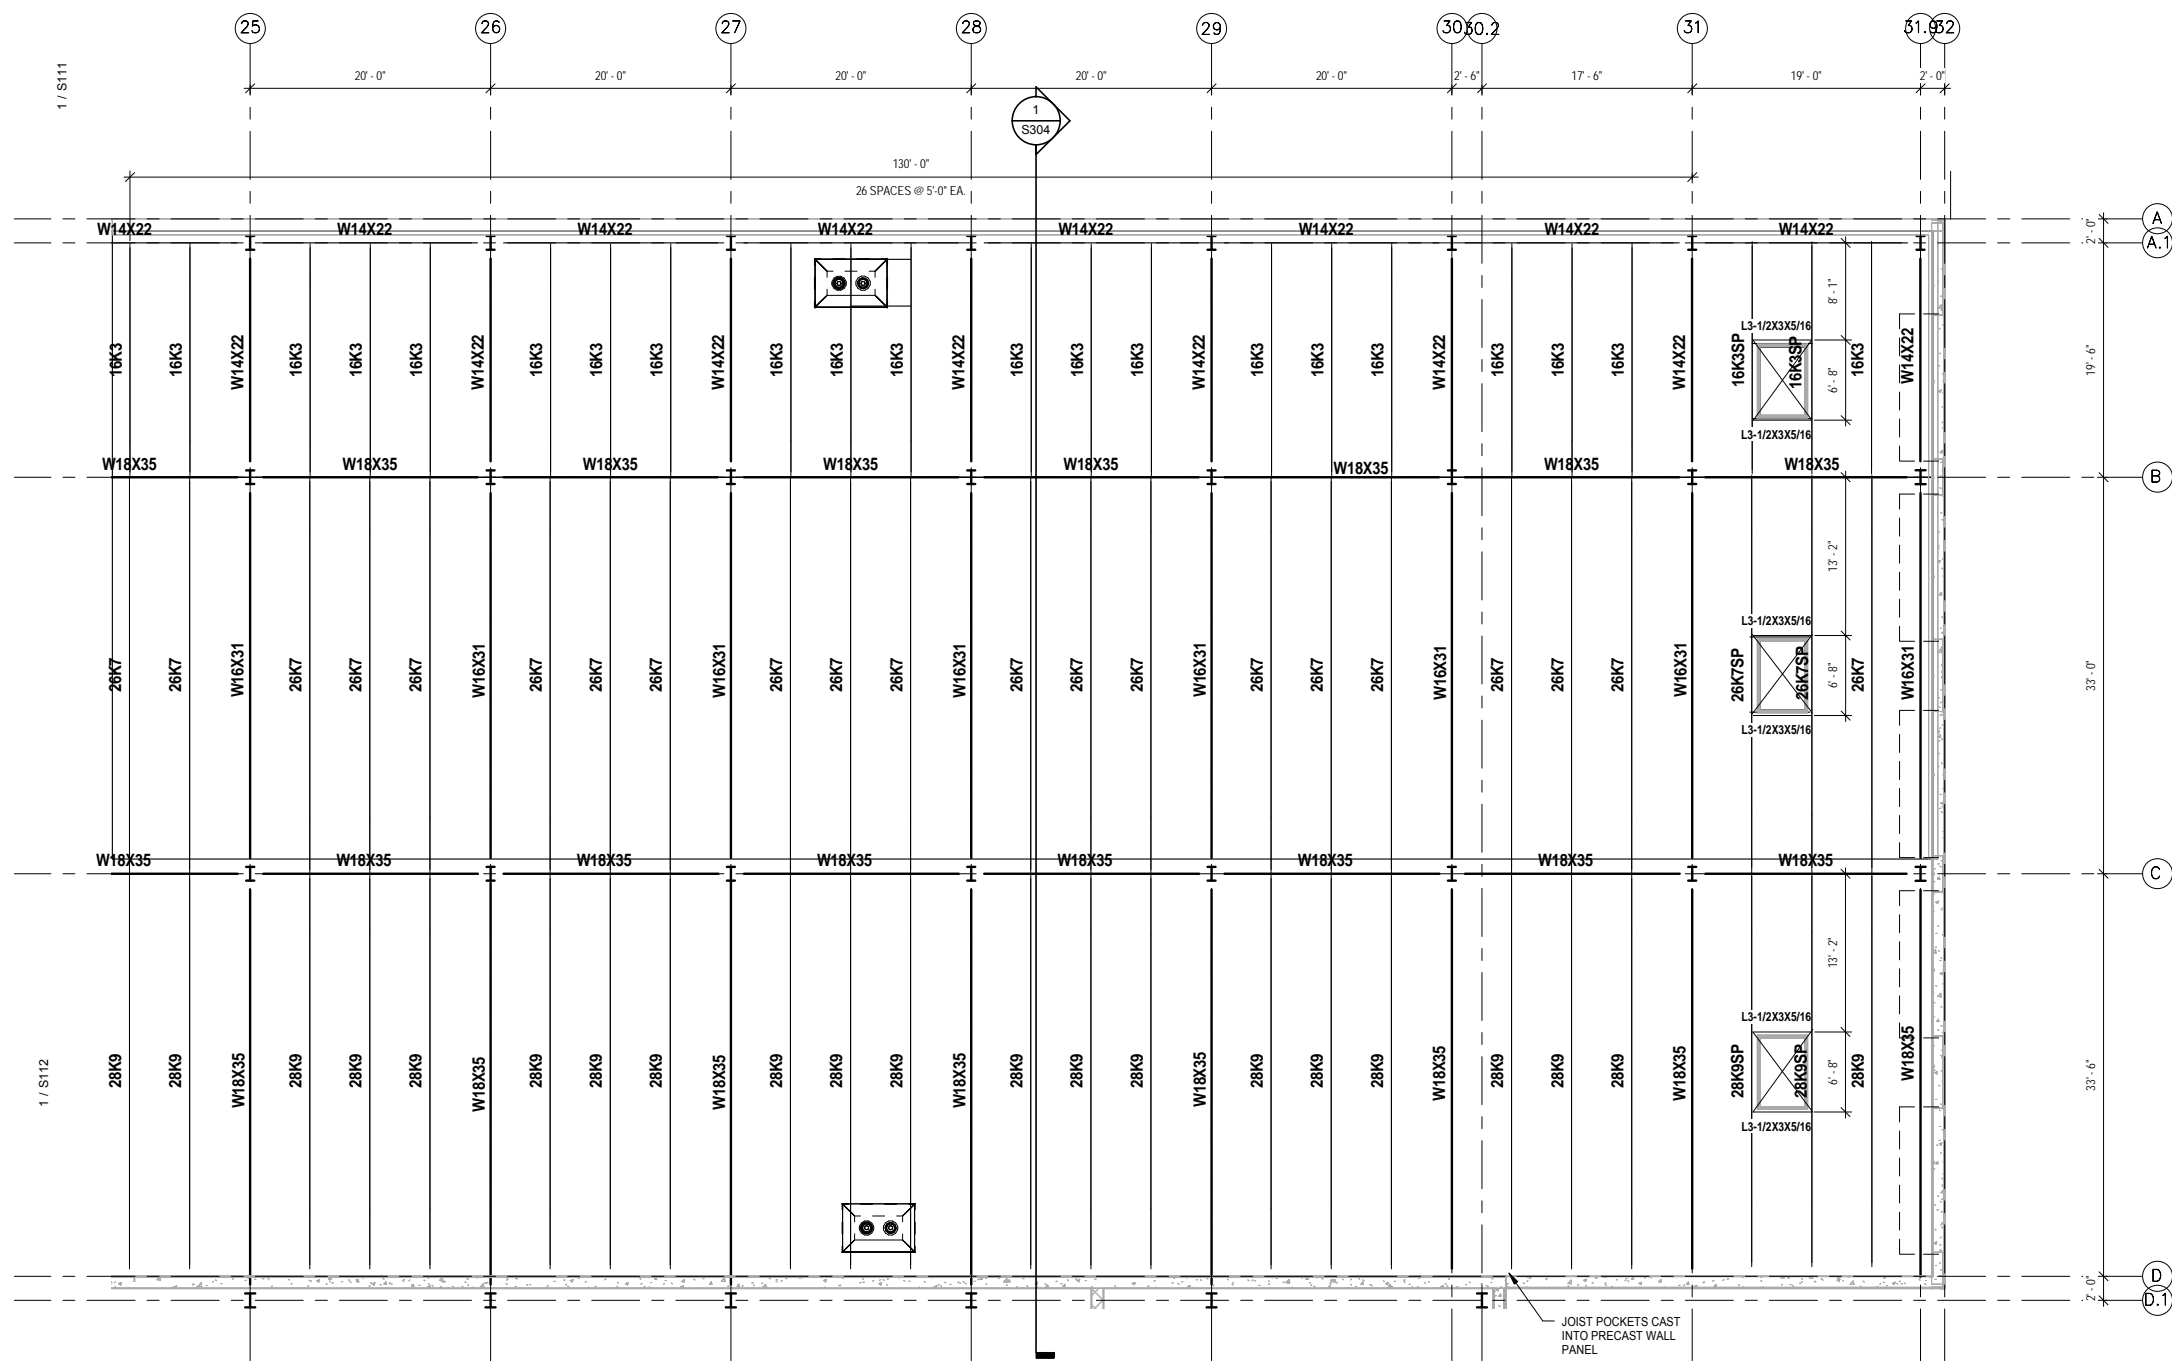 25 26 27 28 29 30 30.2 31 31.9 32
1 / S111
20' - 0" 20' - 0" 20' - 0" 20' - 0" 20' - 0" 2' - 6" 17' - 6" 19' - 0" 2' - 0"
1
S304
130' - 0"
26 SPACES @ 5'-0" EA.
A
2' - 0"
W14X22 W14X22 W14X22 W14X22 W14X22 W14X22 W14X22 W14X22
A.1
8' - 1"
L3-1/2X3X5/16
16K3 16K3 W14X22 16K3 16K3 16K3 W14X22 16K3 16K3 16K3 W14X22 16K3 16K3 16K3 W14X22 16K3 16K3 16K3 W14X22 16K3 16K3 16K3 W14X22 16K3 16K3 16K3 W14X22 16K3SP 16K3SP 6' - 8" 16K3 W14X22 19' - 6"
L3-1/2X3X5/16
W18X35 W18X35 W18X35 W18X35 W18X35 W18X35 W18X35 W18X35
B
13' - 2"
L3-1/2X3X5/16
26K7 26K7 W16X31 26K7 26K7 26K7 W16X31 26K7 26K7 26K7 W16X31 26K7 26K7 26K7 W16X31 26K7 26K7 26K7 W16X31 26K7 26K7 26K7 W16X31 26K7 26K7 26K7 W16X31 26K7SP 26K7SP 6' - 8" 26K7 W16X31 33' - 0"
L3-1/2X3X5/16
W18X35 W18X35 W18X35 W18X35 W18X35 W18X35 W18X35 W18X35
C
13' - 2"
L3-1/2X3X5/16
1 / S112
28K9 28K9 W18X35 28K9 28K9 28K9 W18X35 28K9 28K9 28K9 W18X35 28K9 28K9 28K9 W18X35 28K9 28K9 28K9 W18X35 28K9 28K9 28K9 W18X35 28K9 28K9 28K9 W18X35 28K9SP 28K9SP 6' - 8" 28K9 W18X35 33' - 6"
L3-1/2X3X5/16
D
2' - 0"
D.1
JOIST POCKETS CAST
INTO PRECAST WALL
PANEL